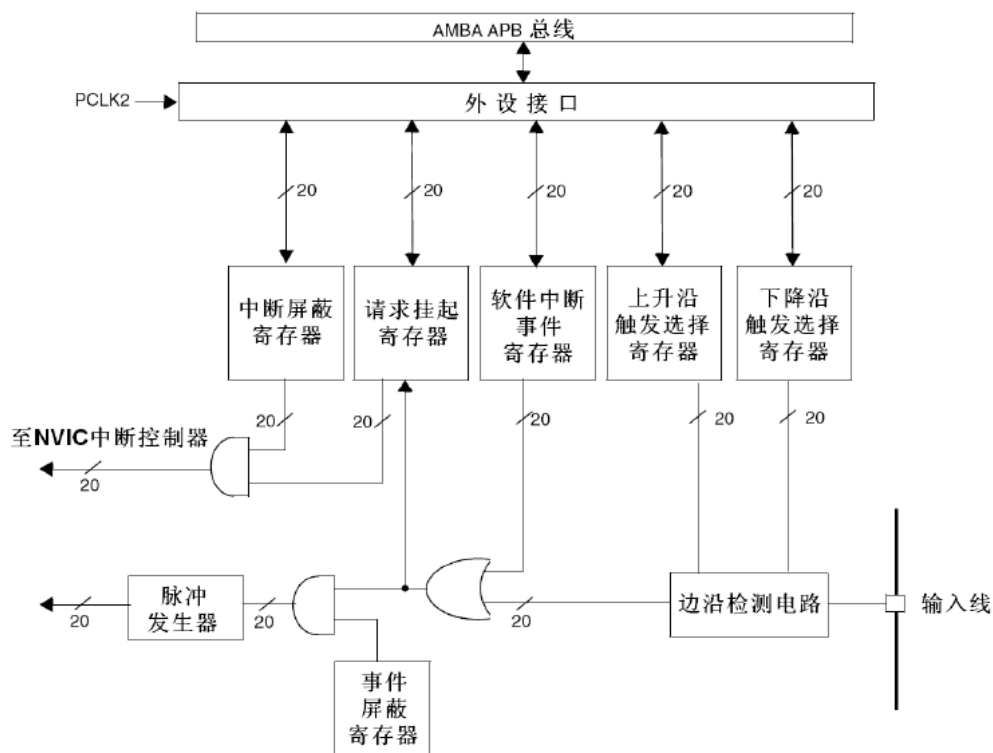 AMBA APB 总线
PCLK2
外设接口
20
20
20
20
20
中断屏蔽
寄存器
请求挂起
寄存器
软件中断
事件
寄存器
上升沿
触发选择
寄存器
下降沿
触发选择
寄存器
20
20
20
20
20
至NVIC中断控制器
20
脉冲
发生器
20
20
20
边沿检测电路
输入线
事件
屏蔽
寄存器